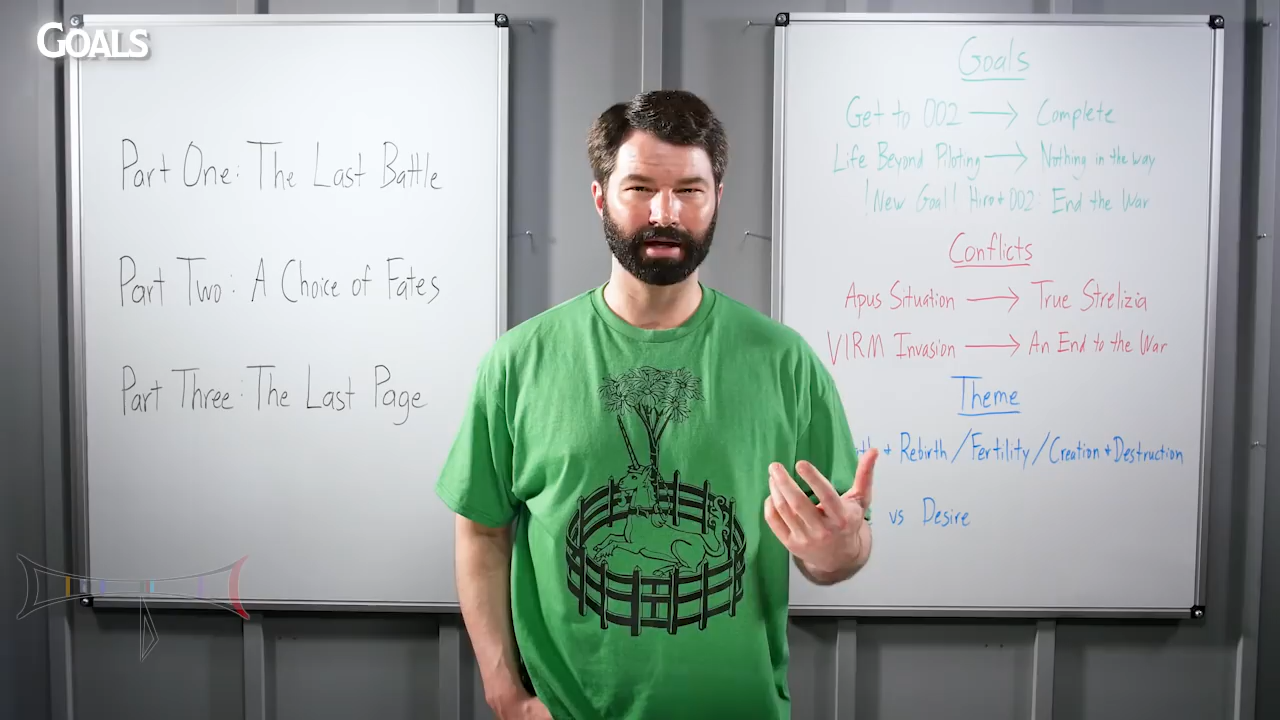 GOALS
Part One: The Last Battle
Part Two: A Choice of Fates
Part Three: The Last Page
Goals
Get to 002 → Complete
Life Beyond Piloting → Nothing in the way
!New Goal! Hiro + 002: End the War
Conflicts
Apus Situation → True Strelizia
VIRM Invasion → An End to the War
Theme
+ Rebirth / Fertility / Creation + Destruction
vs Desire